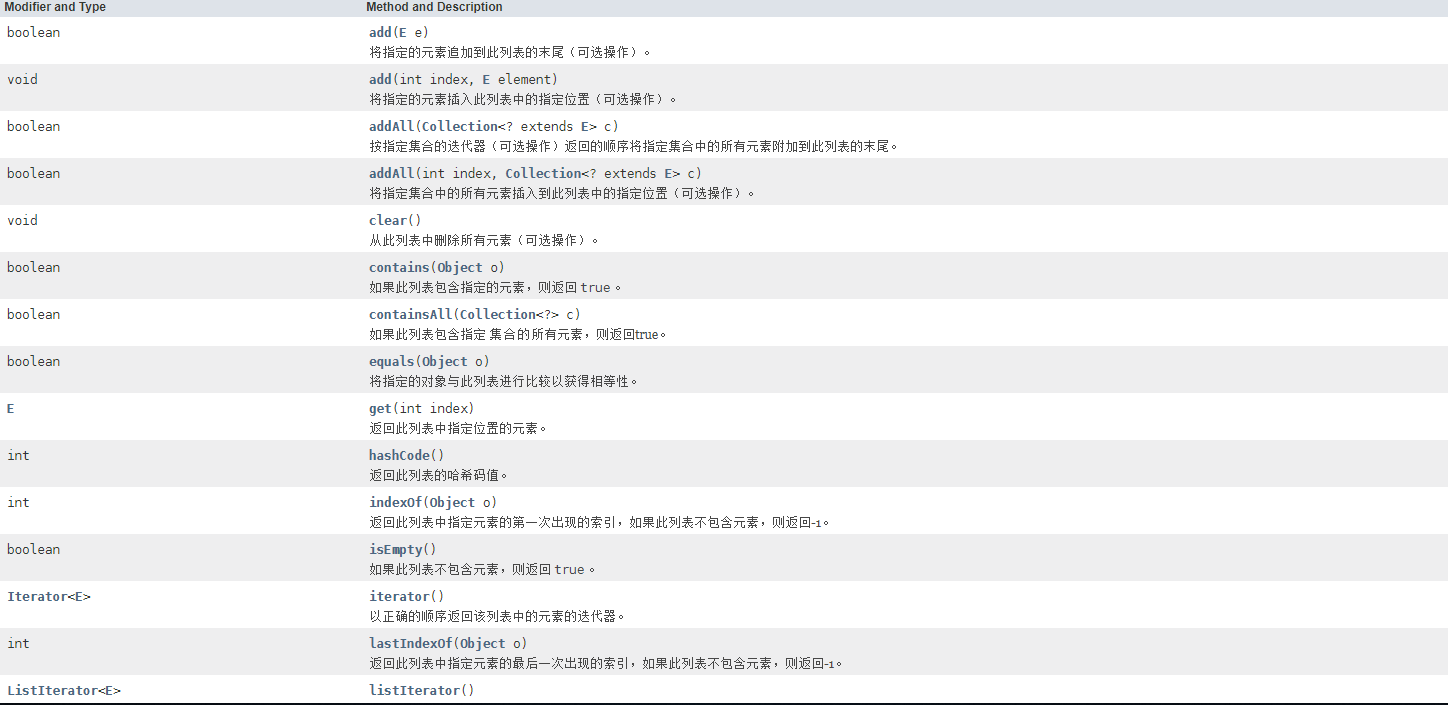 Modifier and Type Method and Description
boolean add(E e)
将指定的元素追加到此列表的末尾（可选操作）。
void add(int index, E element)
将指定的元素插入此列表中的指定位置（可选操作）。
boolean addAll(Collection<? extends E> c)
按指定集合的迭代器（可选操作）返回的顺序将指定集合中的所有元素附加到此列表的末尾。
boolean addAll(int index, Collection<? extends E> c)
将指定集合中的所有元素插入到此列表中的指定位置（可选操作）。
void clear()
从此列表中删除所有元素（可选操作）。
boolean contains(Object o)
如果此列表包含指定的元素，则返回 true 。
boolean containsAll(Collection<?> c)
如果此列表包含指定 集合的所有元素，则返回true。
boolean equals(Object o)
将指定的对象与此列表进行比较以获得相等性。
E get(int index)
返回此列表中指定位置的元素。
int hashCode()
返回此列表的哈希码值。
int indexOf(Object o)
返回此列表中指定元素的第一次出现的索引，如果此列表不包含元素，则返回-1。
boolean isEmpty()
如果此列表不包含元素，则返回 true 。
Iterator<E> iterator()
以正确的顺序返回该列表中的元素的迭代器。
int lastIndexOf(Object o)
返回此列表中指定元素的最后一次出现的索引，如果此列表不包含元素，则返回-1。
ListIterator<E> listIterator()